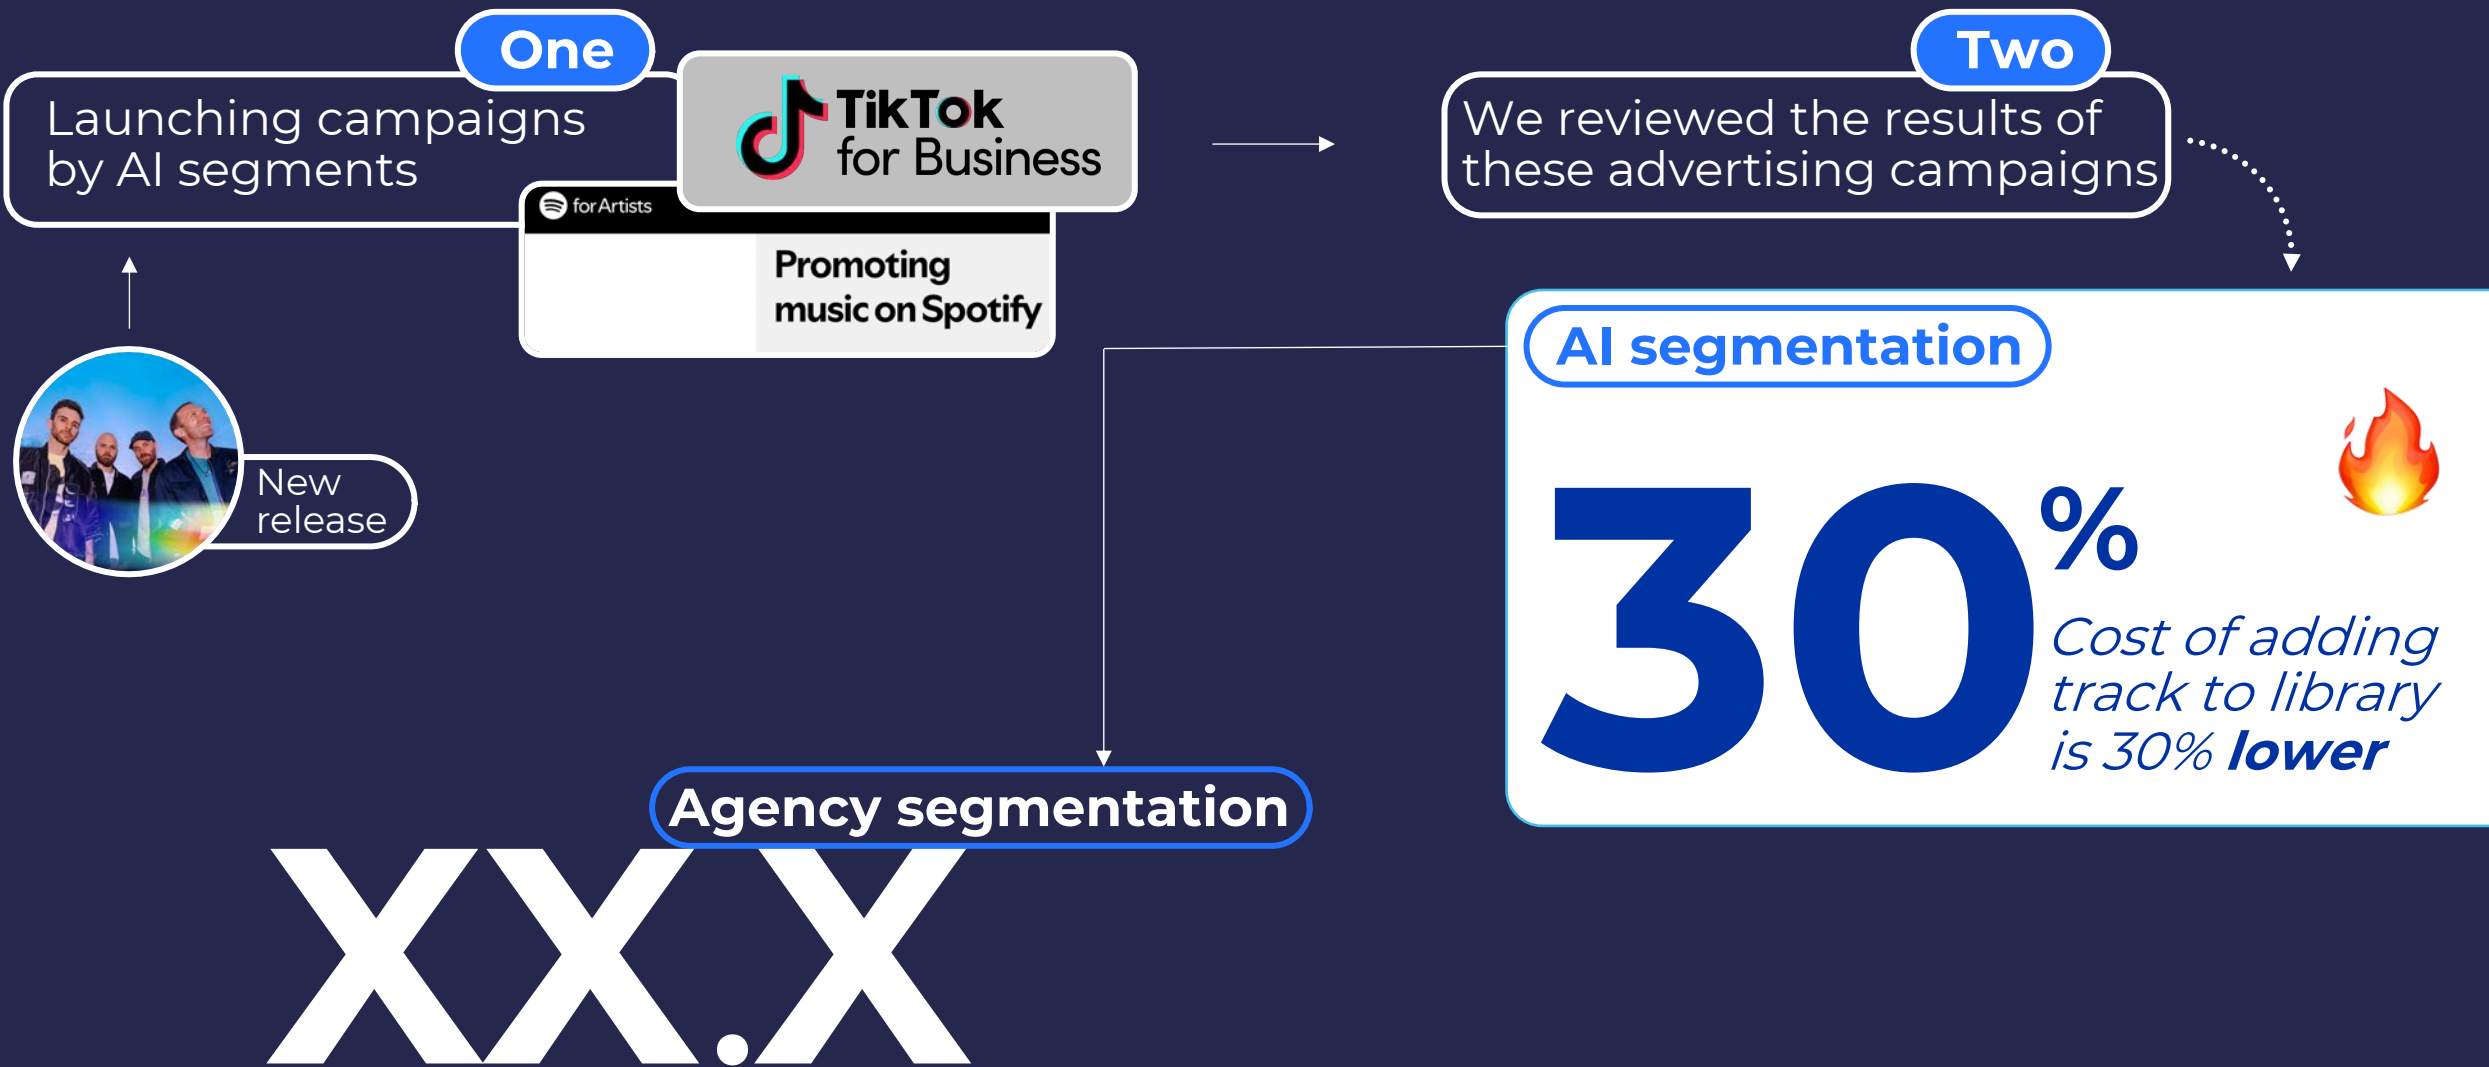 One
Launching campaigns
by AI segments
TikTok
for Business
for Artists
Promoting
music on Spotify
New
release
Two
We reviewed the results of
these advertising campaigns
AI segmentation
30%
Cost of adding
track to library
is 30% lower
Agency segmentation
XX.X